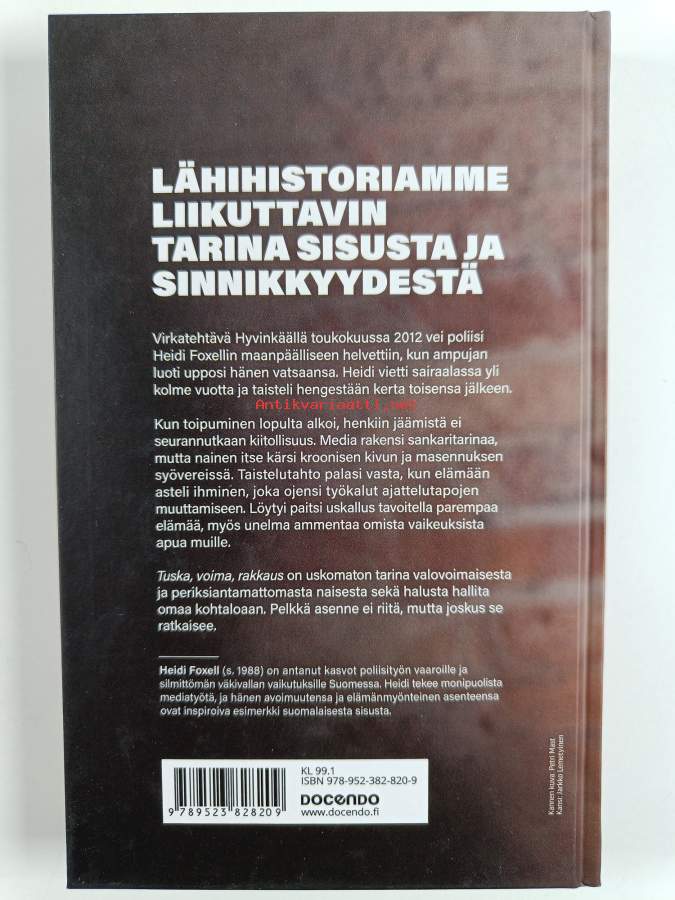 LÄHIHISTORIAMME
LIIKUTTAVIN
TARINA SISUSTA JA
SINNIKKYYDESTÄ
Virkatehtävä Hyvinkäällä toukokuussa 2012 vei poliisi
Heidi Foxellin maanpäälliseen helvettiin, kun ampujan
luoti upposi hänen vatsaansa. Heidi vietti sairaalassa yli
kolme vuotta ja taisteli hengestään kerta toisensa jälkeen.
Antikvariaatti.net
Kun toipuminen lopulta alkoi, henkiin jäämistä ei
seurannutkaan kiitollisuus. Media rakensi sankaritarinaa,
mutta nainen itse kärsi kroonisen kivun ja masennuksen
syövereissä. Taistelutahto palasi vasta, kun elämään
asteli ihminen, joka ojensi työkalut ajattelutapojen
muuttamiseen. Löytyi paitsi uskallus tavoitella parempaa
elämää, myös unelma ammentaa omista vaikeuksista
apua muille.
Tuska, voima, rakkaus on uskomaton tarina valovoimaisesta
ja periksiantamattomasta naisesta sekä halusta hallita
omaa kohtaloaan. Pelkkä asenne ei riitä, mutta joskus se
ratkaisee.
Heidi Foxell (s. 1988) on antanut kasvot poliisityön vaaroille ja
silmittömän väkivallan vaikutuksille Suomessa. Heidi tekee monipuolista
mediatyötä, ja hänen avoimuutensa ja elämänmyönteinen asenteensa
ovat inspiroiva esimerkki suomalaisesta sisusta.
KL 99.1
ISBN 978-952-382-820-9
DOCENDO
www.docendo.fi
9 789523 828209
Kannen kuva: Petri Mast
Kansi: Jarkko Lemetyinen